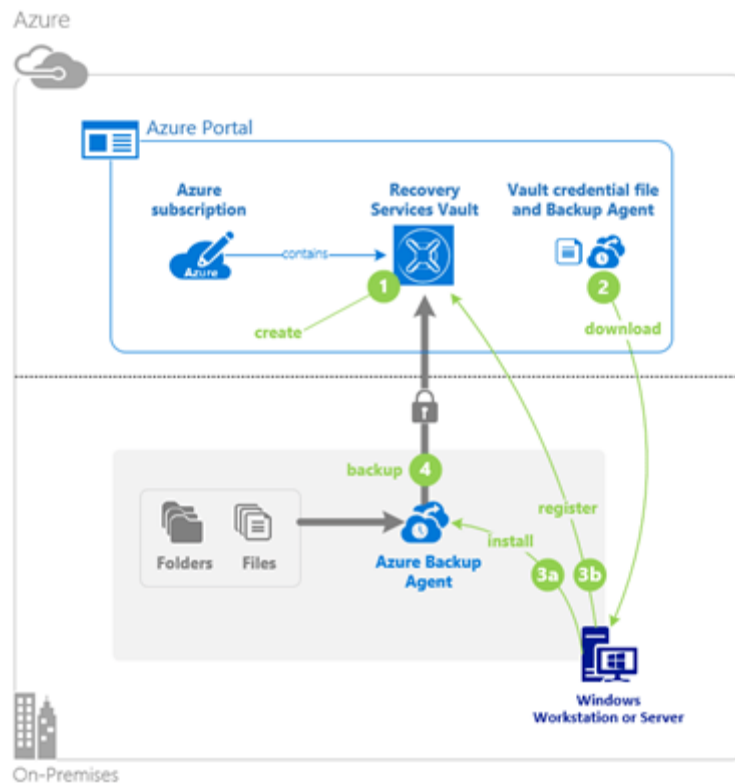 Azure
Azure Portal
Azure
subscription
Recovery
Services Vault
Vault credential file
and Backup Agent
Azure
contains
1
2
create
download
backup
4
register
install
Folders
Files
Azure Backup
Agent
3a
3b
Windows
Workstation or Server
On-Premises